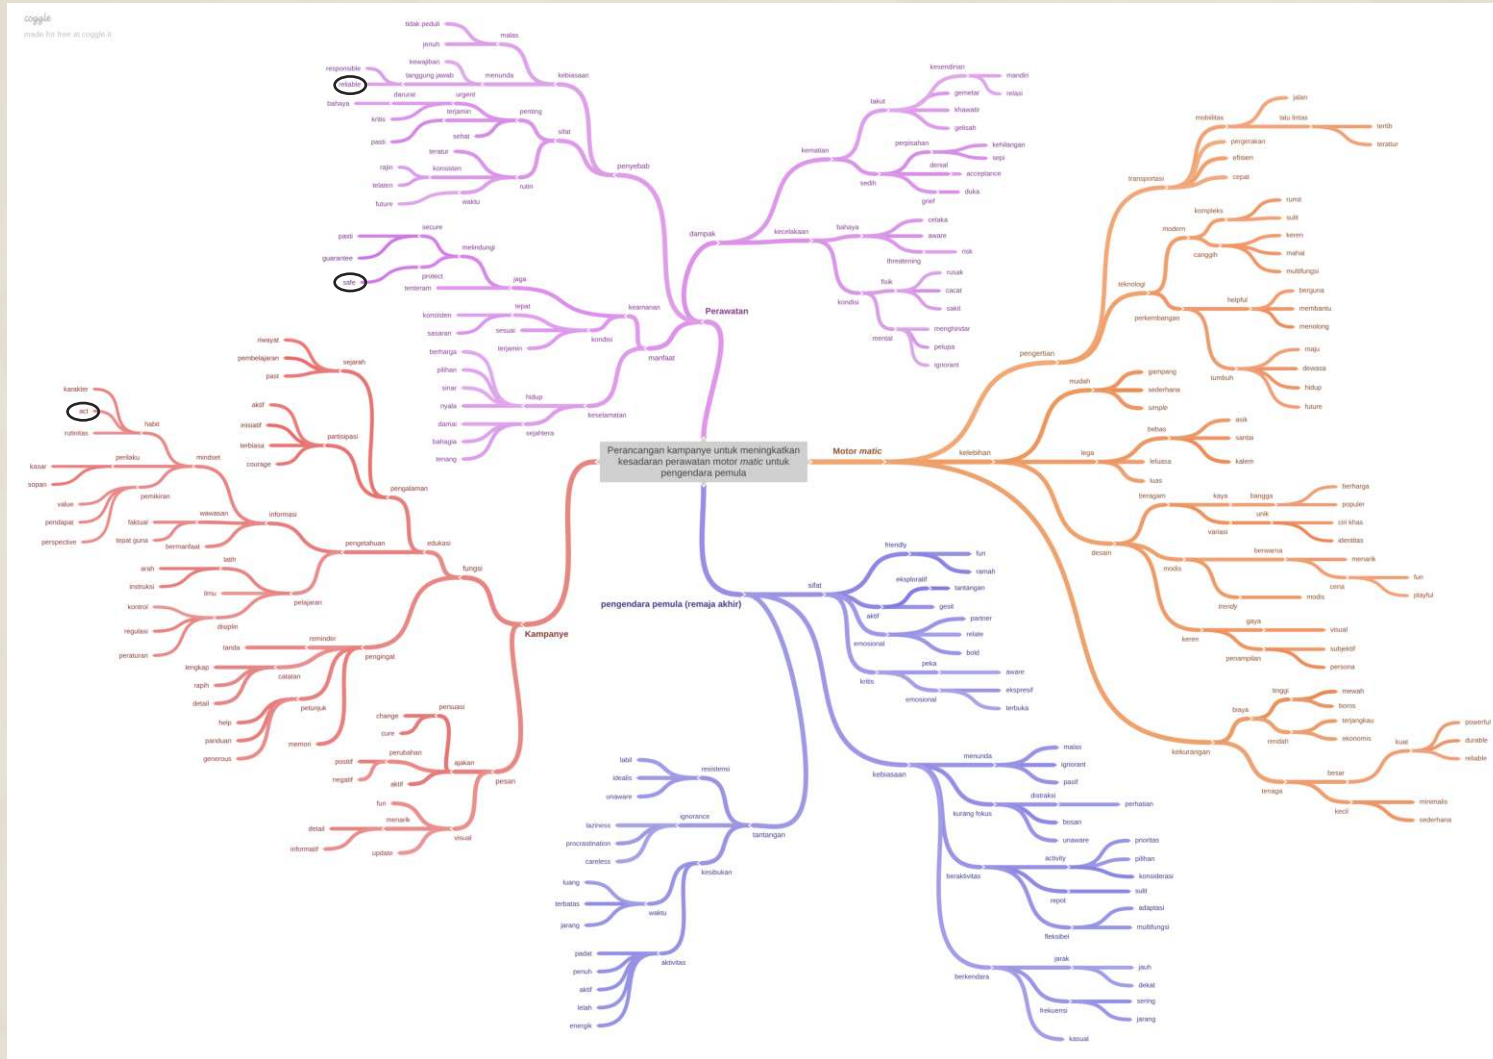 coggle
made for free at coggle.it
Perancangan kampanye untuk meningkatkan
kesadaran perawatan motor matic untuk
pengendara pemula
Perawatan
penyebab
kebiasaan
malas
tidak peduli
jenuh
menunda
kewajiban
tanggung jawab
responsible
reliable
sifat
penting
urgent
darurat
bahaya
kritis
terjamin
pasti
sehat
rutin
teratur
konsisten
rajin
telaten
waktu
future
manfaat
keamanan
jaga
melindungi
secure
pasti
guarantee
protect
safe
tenteram
kondisi
tepat
konsisten
sasaran
sesuai
terjamin
keselamatan
hidup
berharga
pilihan
sinar
nyala
sejahtera
damai
bahagia
tenang
dampak
kematian
takut
kesendirian
mandiri
relasi
gemetar
khawatir
gelisah
sedih
perpisahan
kehilangan
sepi
denial
acceptance
duka
grief
kecelakaan
bahaya
celaka
aware
risk
threatening
kondisi
fisik
rusak
cacat
sakit
mental
menghindar
pelupa
ignorant
Motor matic
pengertian
transportasi
mobilitas
jalan
lalu lintas
tertib
teratur
pergerakan
efisien
cepat
teknologi
modern
kompleks
rumit
sulit
canggih
keren
mahal
multifungsi
perkembangan
helpful
berguna
membantu
menolong
tumbuh
maju
dewasa
hidup
future
kelebihan
mudah
gampang
sederhana
simple
lega
bebas
asik
santai
kalem
leluasa
luas
desain
beragam
kaya
bangga
berharga
populer
variasi
unik
ciri khas
identitas
modis
berwarna
menarik
ceria
fun
playful
trendy
modis
keren
gaya
visual
penampilan
subjektif
persona
kekurangan
biaya
tinggi
mewah
boros
rendah
terjangkau
ekonomis
tenaga
besar
kuat
powerful
durable
reliable
kecil
minimalis
sederhana
pengendara pemula (remaja akhir)
sifat
friendly
fun
ramah
aktif
eksploratif
tantangan
gesit
emosional
partner
relate
bold
kritis
peka
aware
emosional
ekspresif
terbuka
kebiasaan
menunda
malas
ignorant
pasif
kurang fokus
distraksi
perhatian
bosan
unaware
beraktivitas
activity
prioritas
pilihan
konsiderasi
repot
sulit
fleksibel
adaptasi
multifungsi
berkendara
jarak
jauh
dekat
frekuensi
sering
jarang
kasual
tantangan
resistensi
labil
idealis
unaware
ignorance
laziness
procrastination
careless
kesibukan
waktu
luang
terbatas
jarang
aktivitas
padat
penuh
aktif
lelah
energik
Kampanye
fungsi
edukasi
pengalaman
sejarah
riwayat
pembelajaran
past
partisipasi
aktif
inisiatif
terbiasa
courage
pengetahuan
informasi
mindset
habit
karakter
act
rutinitas
perilaku
kasar
sopan
pemikiran
value
pendapat
perspective
wawasan
faktual
tepat guna
bermanfaat
pelajaran
latih
arah
instruksi
ilmu
disiplin
kontrol
regulasi
peraturan
pengingat
reminder
tanda
catatan
lengkap
rapih
detail
petunjuk
help
panduan
generous
memori
pesan
ajakan
persuasi
change
cure
perubahan
positif
negatif
aktif
visual
fun
menarik
detail
informatif
update